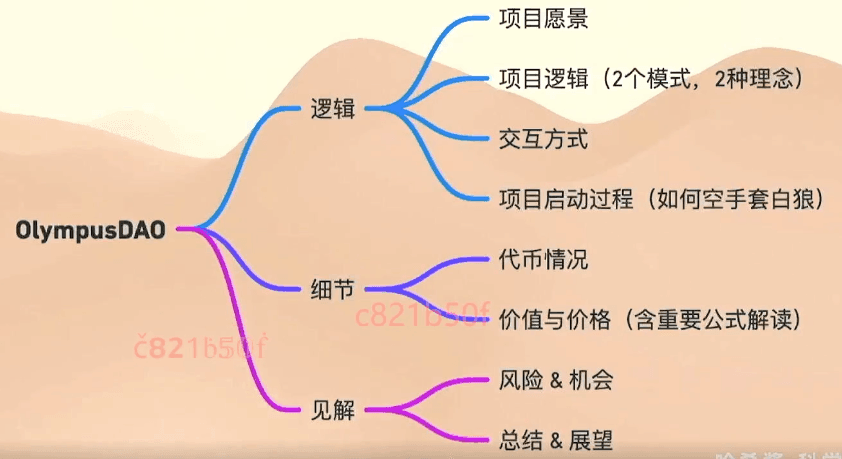 项目愿景
项目逻辑（2个模式，2种理念）
逻辑
交互方式
项目启动过程（如何空手套白狼）
OlympusDAO
代币情况
细节
价值与价格（含重要公式解读）
c821b50f
c821b50f
风险 & 机会
见解
总结 & 展望